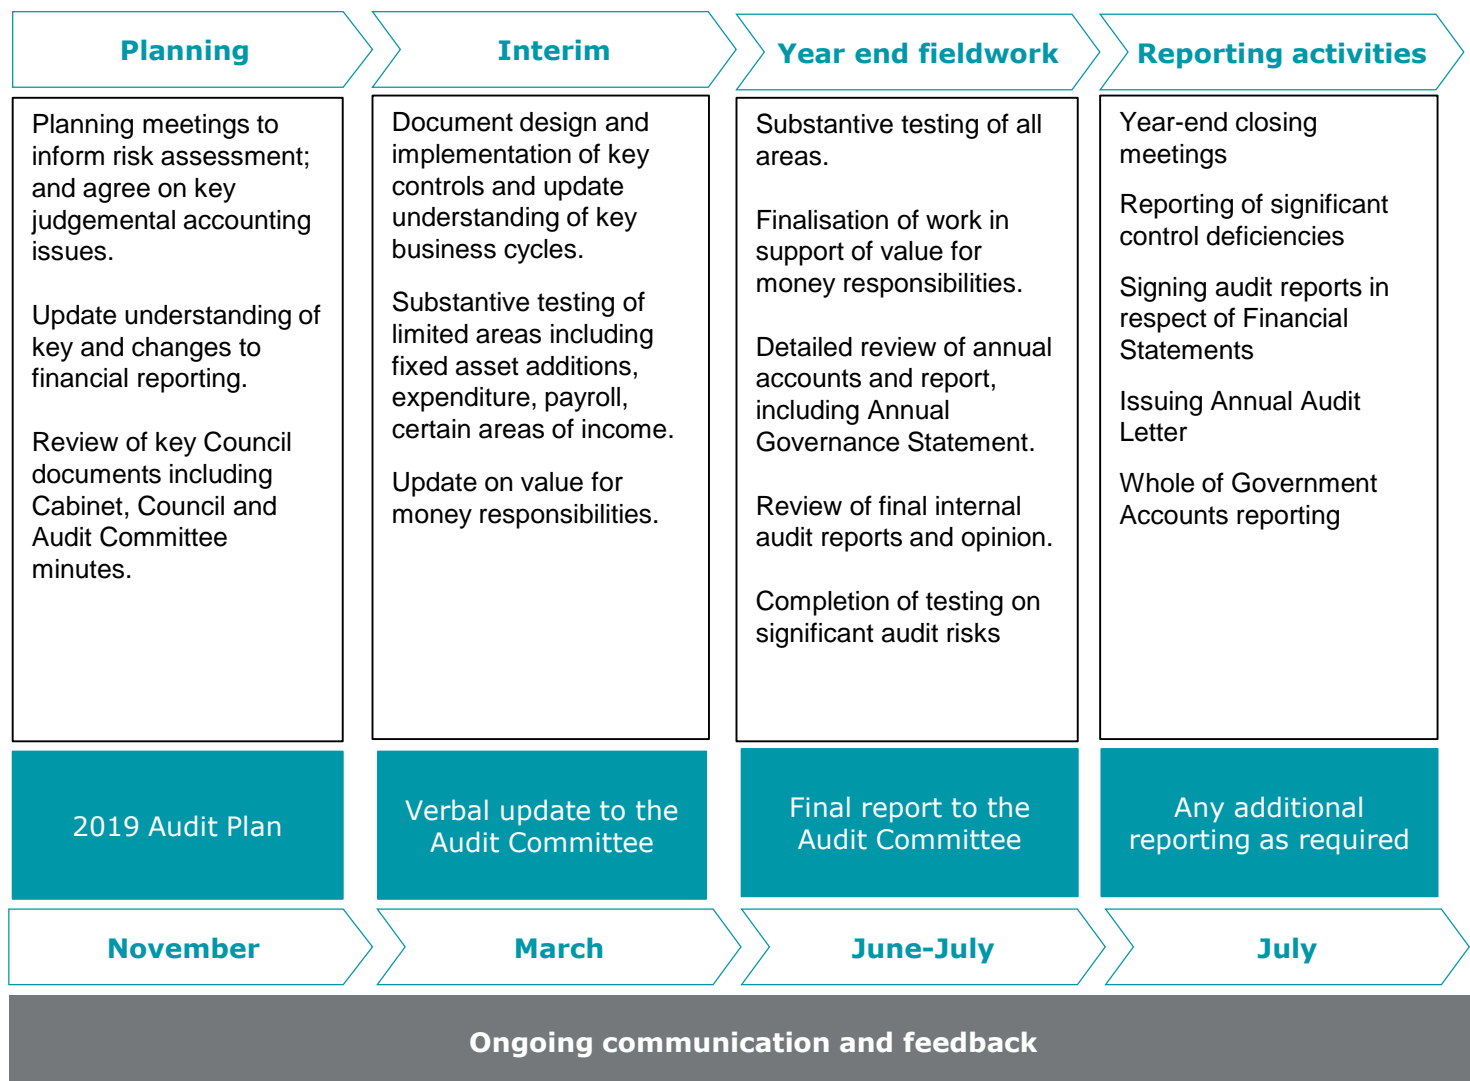 Planning
Interim
Year end fieldwork
Reporting activities
Planning meetings to
inform risk assessment;
and agree on key
judgemental accounting
issues.
Update understanding of
key and changes to
financial reporting.
Review of key Council
documents including
Cabinet, Council and
Audit Committee
minutes.
Document design and
implementation of key
controls and update
understanding of key
business cycles.
Substantive testing of
limited areas including
fixed asset additions,
expenditure, payroll,
certain areas of income.
Update on value for
money responsibilities.
Substantive testing of all
areas.
Finalisation of work in
support of value for
money responsibilities.
Detailed review of annual
accounts and report,
including Annual
Governance Statement.
Review of final internal
audit reports and opinion.
Completion of testing on
significant audit risks
Year-end closing
meetings
Reporting of significant
control deficiencies
Signing audit reports in
respect of Financial
Statements
Issuing Annual Audit
Letter
Whole of Government
Accounts reporting
2019 Audit Plan
Verbal update to the
Audit Committee
Final report to the
Audit Committee
Any additional
reporting as required
November
March
June-July
July
Ongoing communication and feedback